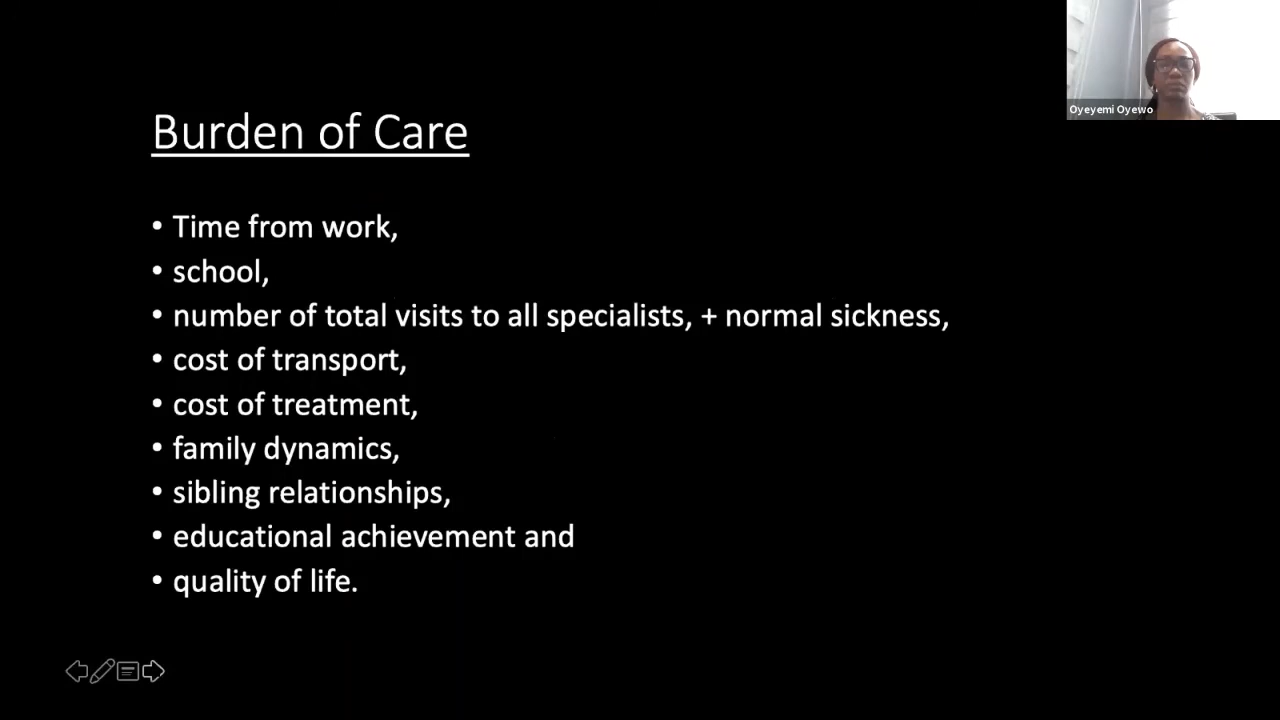 Oyeyemi Oyewo
Burden of Care
• Time from work,
• school,
• number of total visits to all specialists, + normal sickness,
• cost of transport,
• cost of treatment,
• family dynamics,
• sibling relationships,
• educational achievement and
• quality of life.